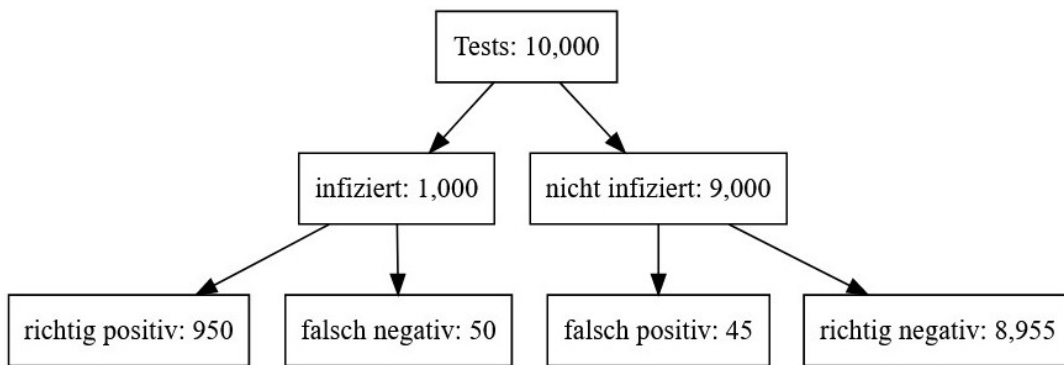 Tests: 10,000
infiziert: 1,000
nicht infiziert: 9,000
richtig positiv: 950
falsch negativ: 50
falsch positiv: 45
richtig negativ: 8,955